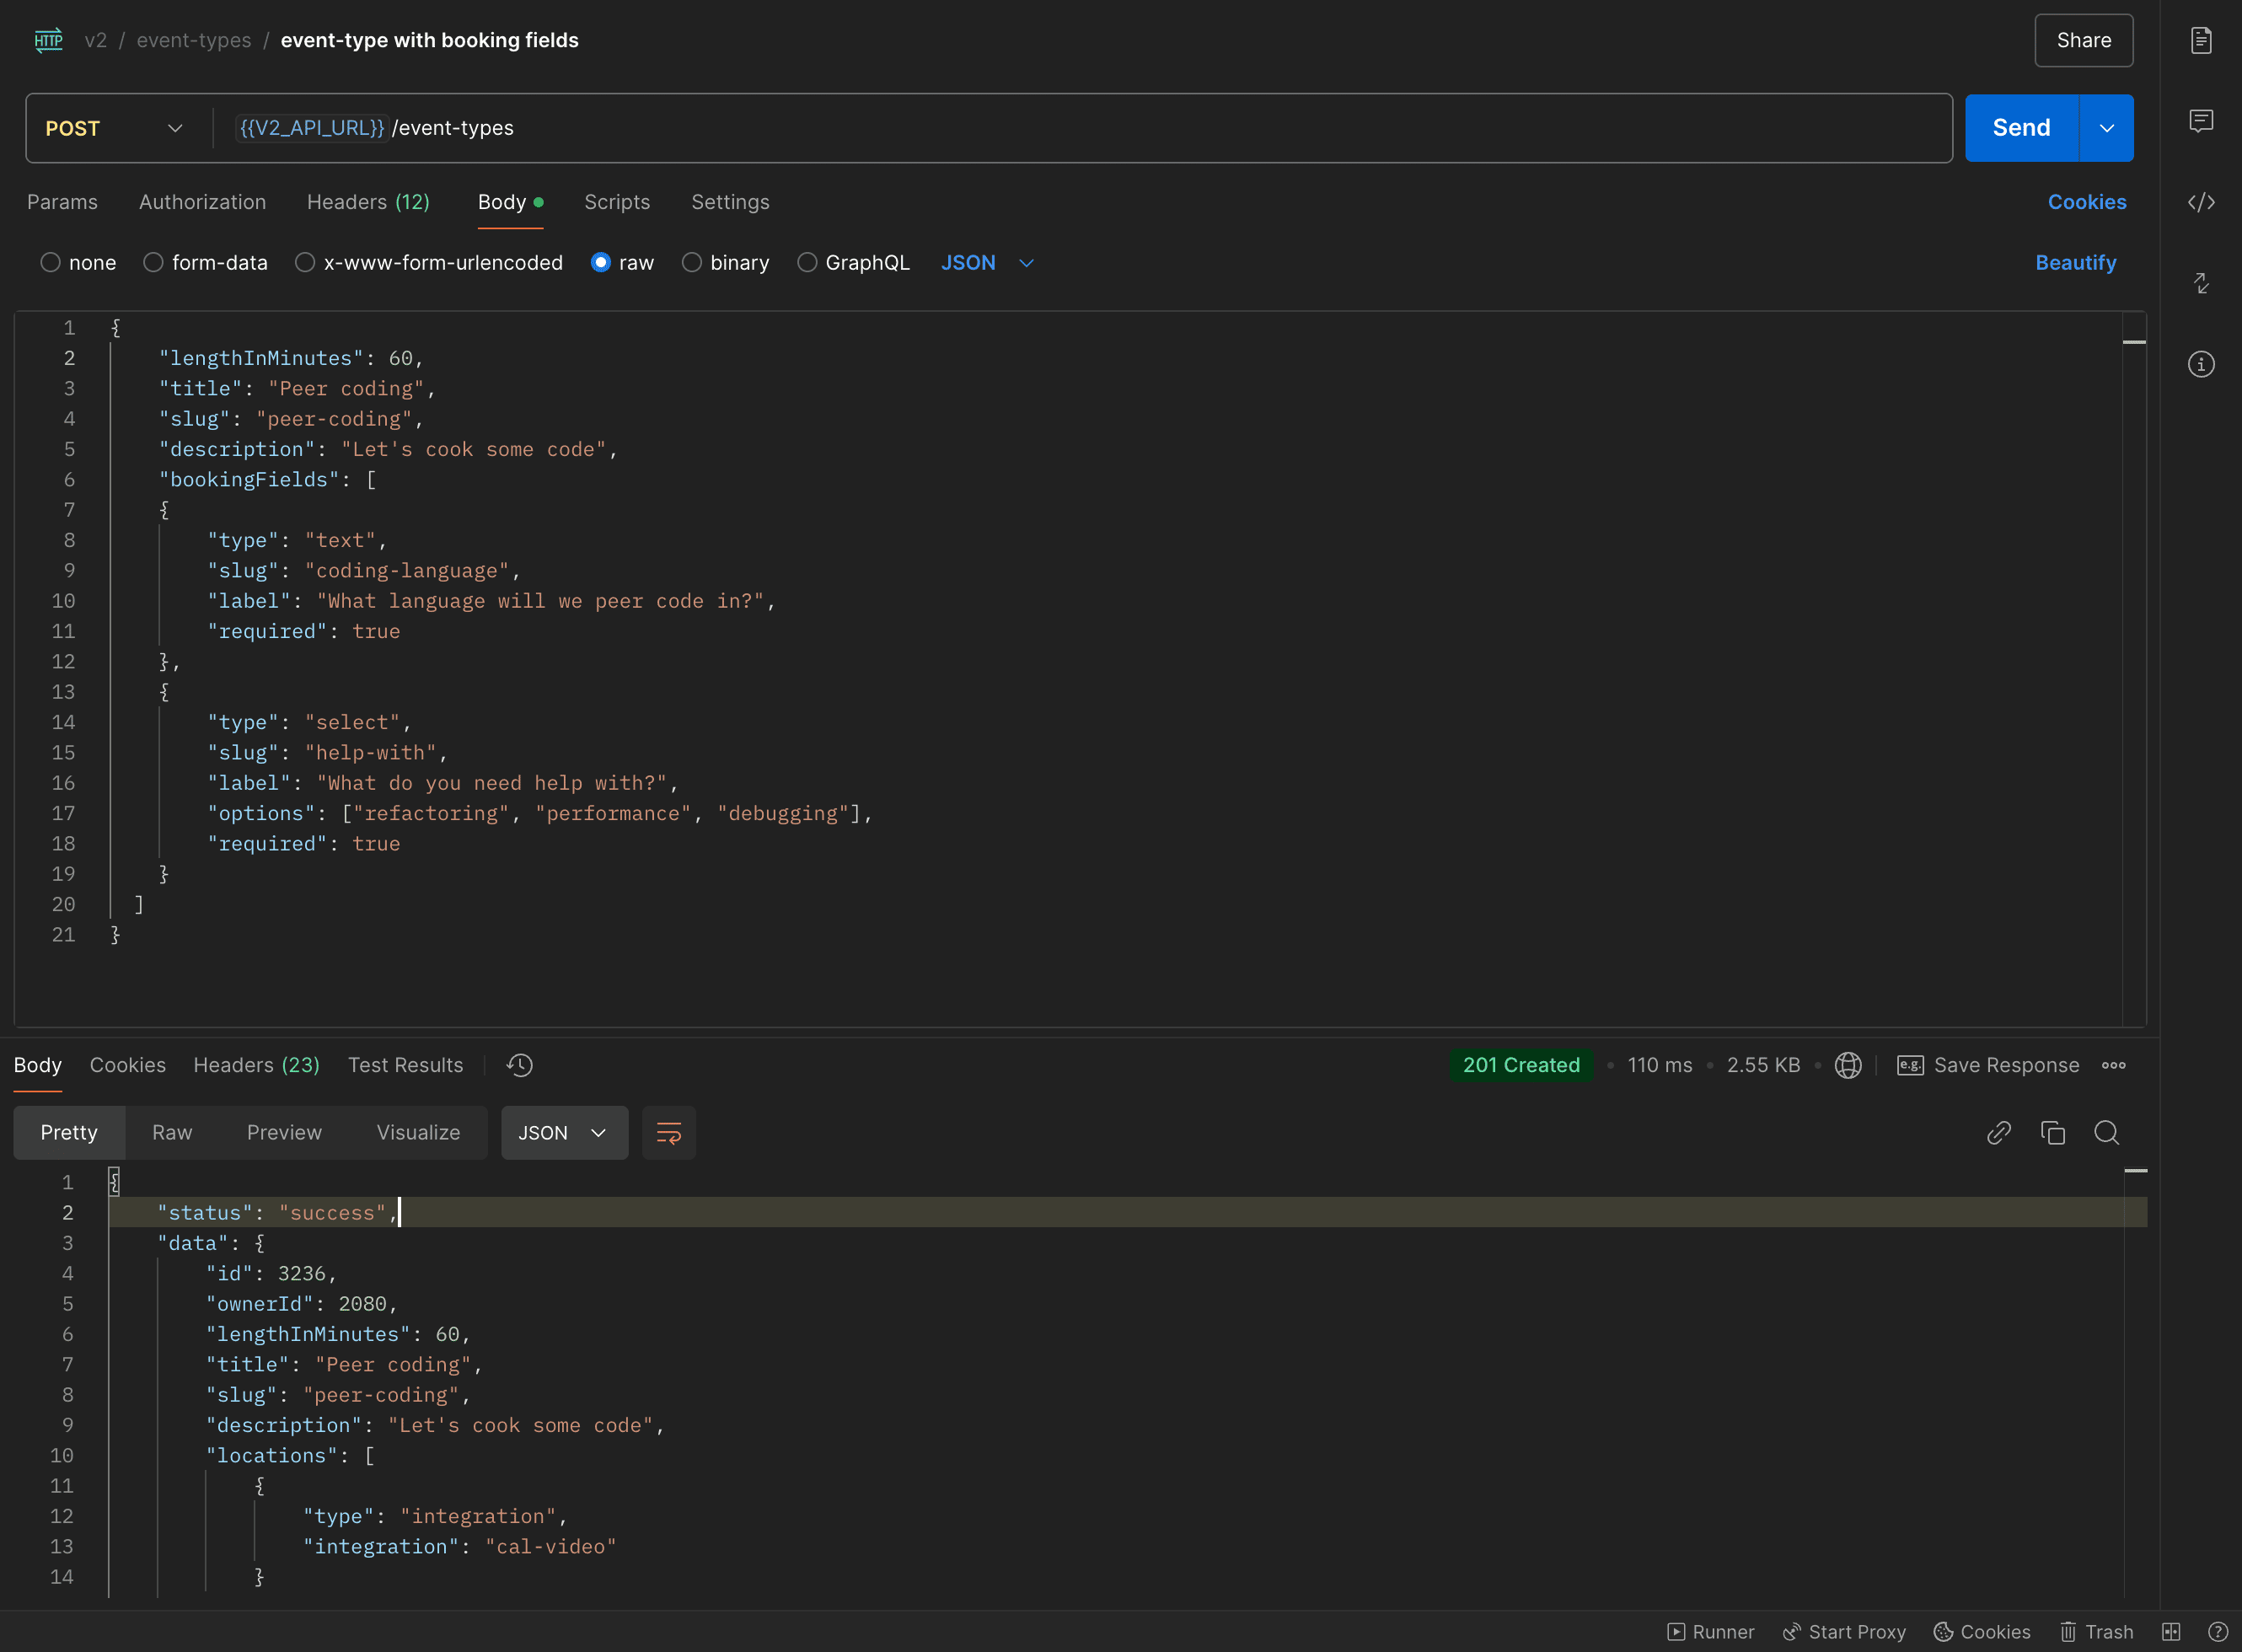 HTTP v2 / event-types / event-type with booking fields Share
POST {{V2_API_URL}}/event-types Send
Params Authorization Headers (12) Body Scripts Settings Cookies
none form-data x-www-form-urlencoded raw binary GraphQL JSON Beautify
1 {
2 "lengthInMinutes": 60,
3 "title": "Peer coding",
4 "slug": "peer-coding",
5 "description": "Let's cook some code",
6 "bookingFields": [
7 {
8 "type": "text",
9 "slug": "coding-language",
10 "label": "What language will we peer code in?",
11 "required": true
12 },
13 {
14 "type": "select",
15 "slug": "help-with",
16 "label": "What do you need help with?",
17 "options": ["refactoring", "performance", "debugging"],
18 "required": true
19 }
20 ]
21 }
Body Cookies Headers (23) Test Results 201 Created • 110 ms • 2.55 KB • e.g. Save Response
Pretty Raw Preview Visualize JSON
1 {
2 "status": "success",
3 "data": {
4 "id": 3236,
5 "ownerId": 2080,
6 "lengthInMinutes": 60,
7 "title": "Peer coding",
8 "slug": "peer-coding",
9 "description": "Let's cook some code",
10 "locations": [
11 {
12 "type": "integration",
13 "integration": "cal-video"
14 }
Runner Start Proxy Cookies Trash